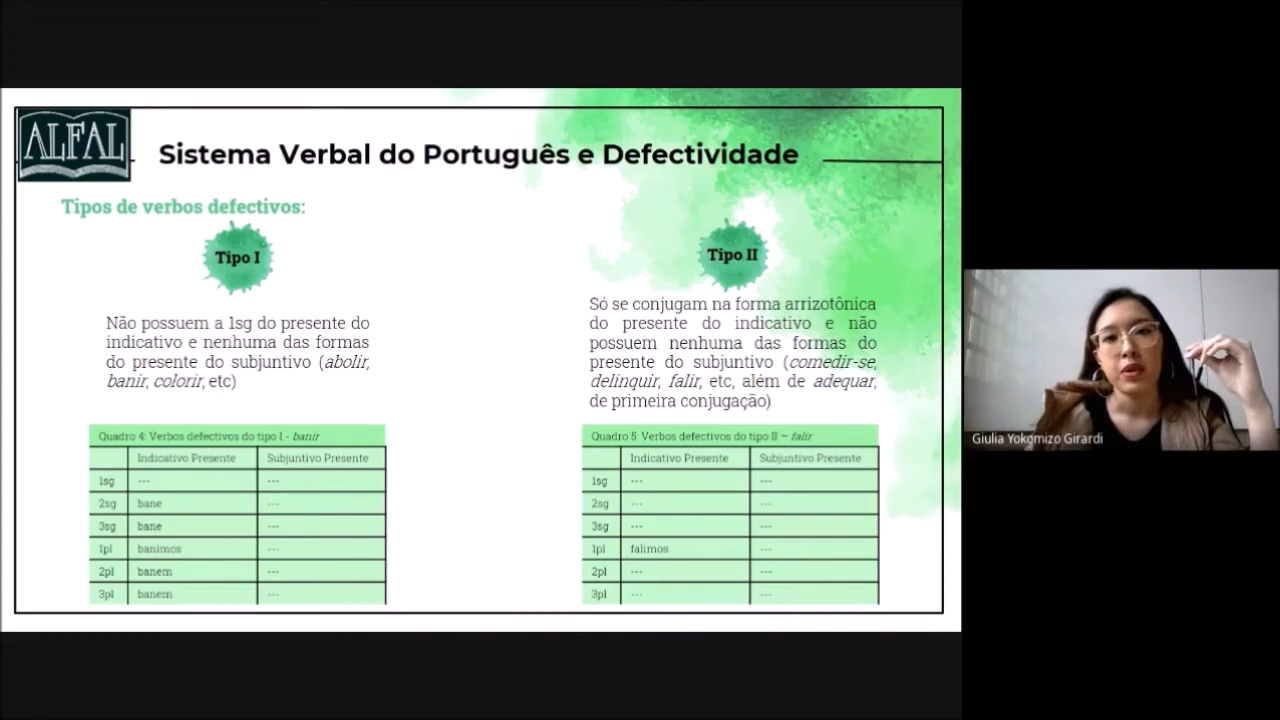 ALFAL
Sistema Verbal do Português e Defectividade
Tipos de verbos defectivos:
Tipo I
Não possuem a 1sg do presente do
indicativo e nenhuma das formas
do presente do subjuntivo (abolir,
banir, colorir, etc)
Quadro 4: Verbos defectivos do tipo I - banir
Indicativo Presente Subjuntivo Presente
1sg --- ---
2sg bane ---
3sg bane ---
1pl banimos ---
2pl banem ---
3pl banem ---
Tipo II
Só se conjugam na forma arrizotônica
do presente do indicativo e não
possuem nenhuma das formas do
presente do subjuntivo (comedir-se,
delinquir, falir, etc, além de adequar,
de primeira conjugação)
Quadro 5: Verbos defectivos do tipo II – falir
Indicativo Presente Subjuntivo Presente
1sg --- ---
2sg --- ---
3sg --- ---
1pl falimos ---
2pl --- ---
3pl --- ---
Giulia Yokomizo Girardi